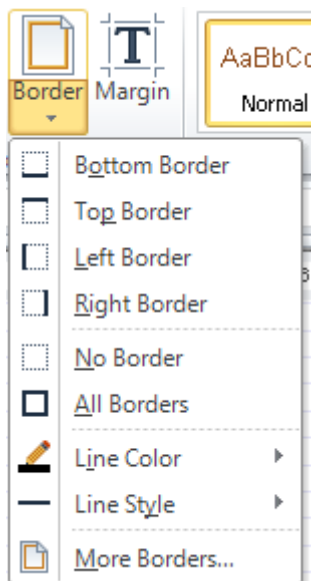 AaBbCc
Border Margin
Normal
Bottom Border
Top Border
Left Border
Right Border
No Border
All Borders
Line Color
Line Style
More Borders...